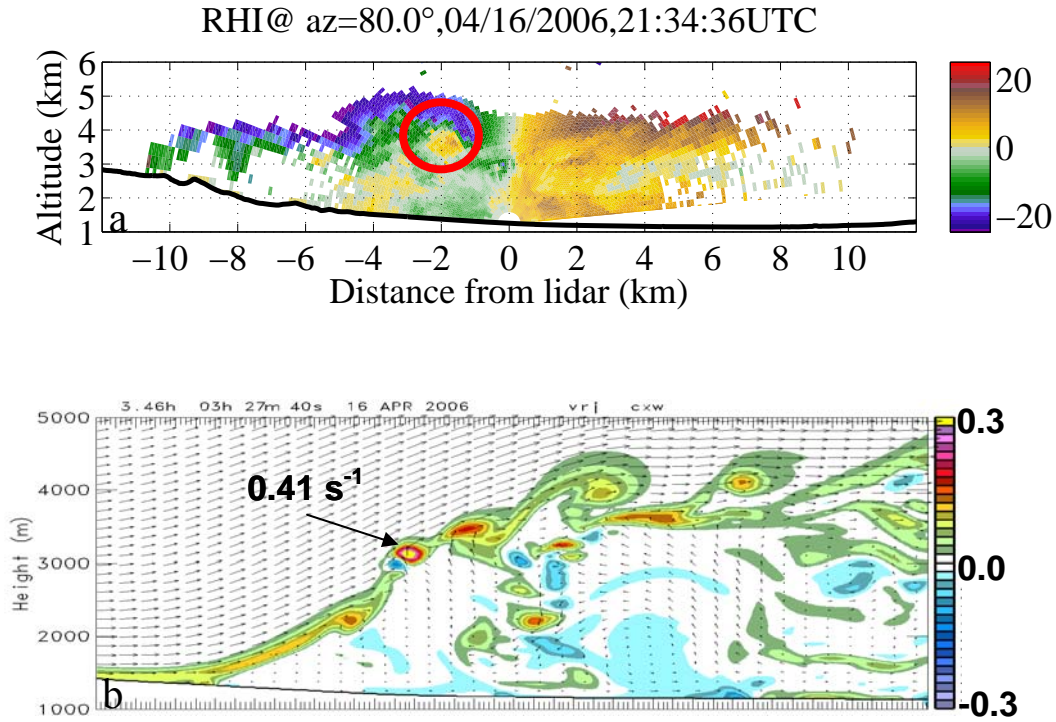 RHI@ az=80.0°,04/16/2006,21:34:36UTC
Altitude (km)
6
5
4
3
2
1
a
20
0
−20
−10 −8 −6 −4 −2 0 2 4 6 8 10
Distance from lidar (km)
3.46h 03h 27m 40s 16 APR 2006 vrj cxw
Height (m)
5000
4000
3000
2000
1000
0.41 s-1
b
0.3
0.0
-0.3